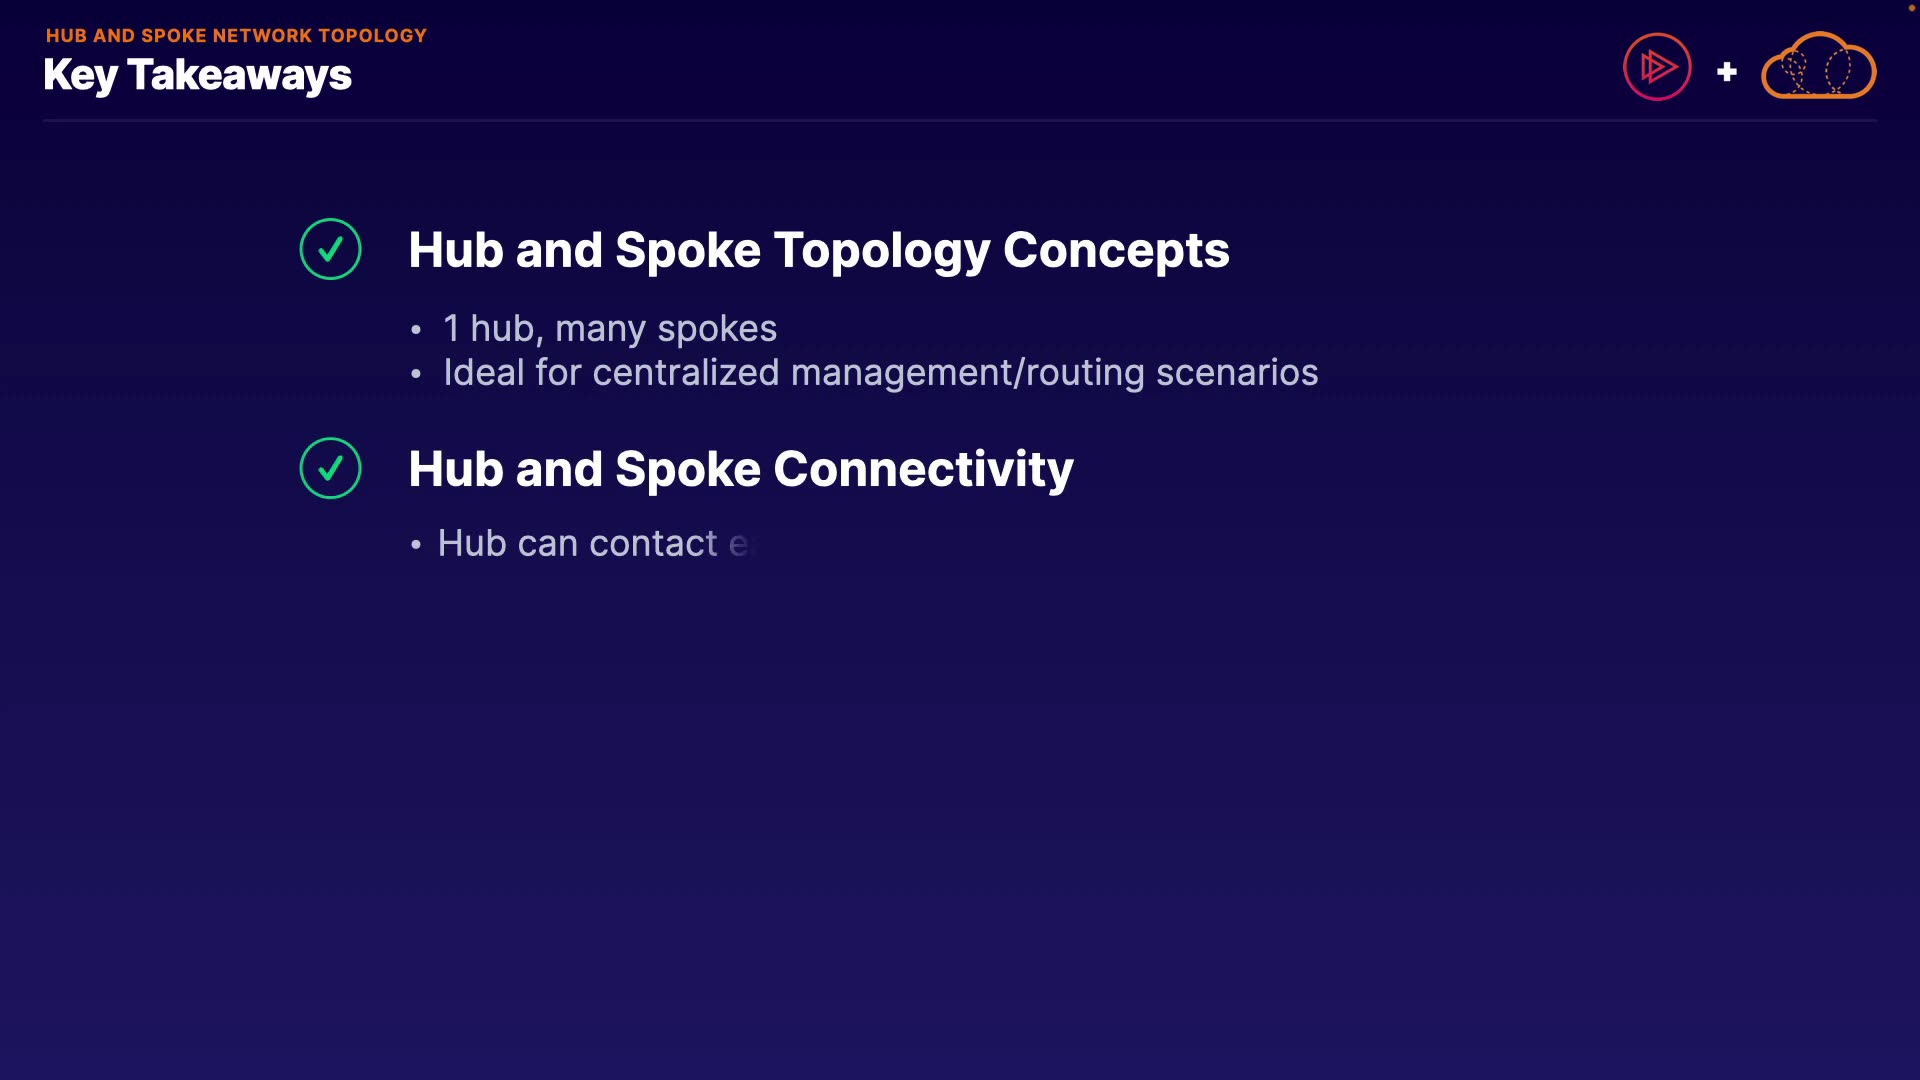 HUB AND SPOKE NETWORK TOPOLOGY
Key Takeaways
Hub and Spoke Topology Concepts
• 1 hub, many spokes
• Ideal for centralized management/routing scenarios
Hub and Spoke Connectivity
• Hub can contact